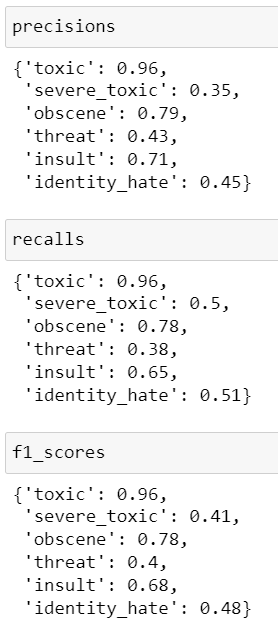 precisions
{'toxic': 0.96,
'severe_toxic': 0.35,
'obscene': 0.79,
'threat': 0.43,
'insult': 0.71,
'identity_hate': 0.45}
recalls
{'toxic': 0.96,
'severe_toxic': 0.5,
'obscene': 0.78,
'threat': 0.38,
'insult': 0.65,
'identity_hate': 0.51}
f1_scores
{'toxic': 0.96,
'severe_toxic': 0.41,
'obscene': 0.78,
'threat': 0.4,
'insult': 0.68,
'identity_hate': 0.48}